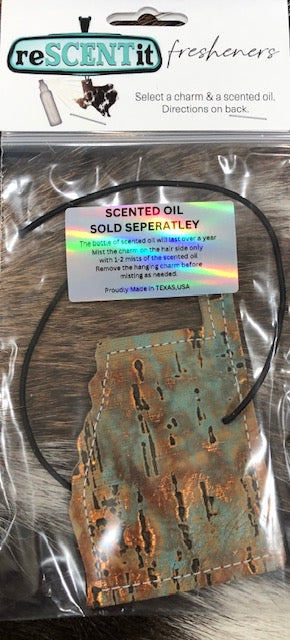 reSCENTit fresheners
Select a charm & a scented oil.
Directions on back.
SCENTED OIL
SOLD SEPERATLEY
The bottle of scented oil will last over a year
Mist the charm on the hair side only
with 1-2 mists of the scented oil.
Remove the hanging charm before
misting as needed.
Proudly Made in TEXAS,USA